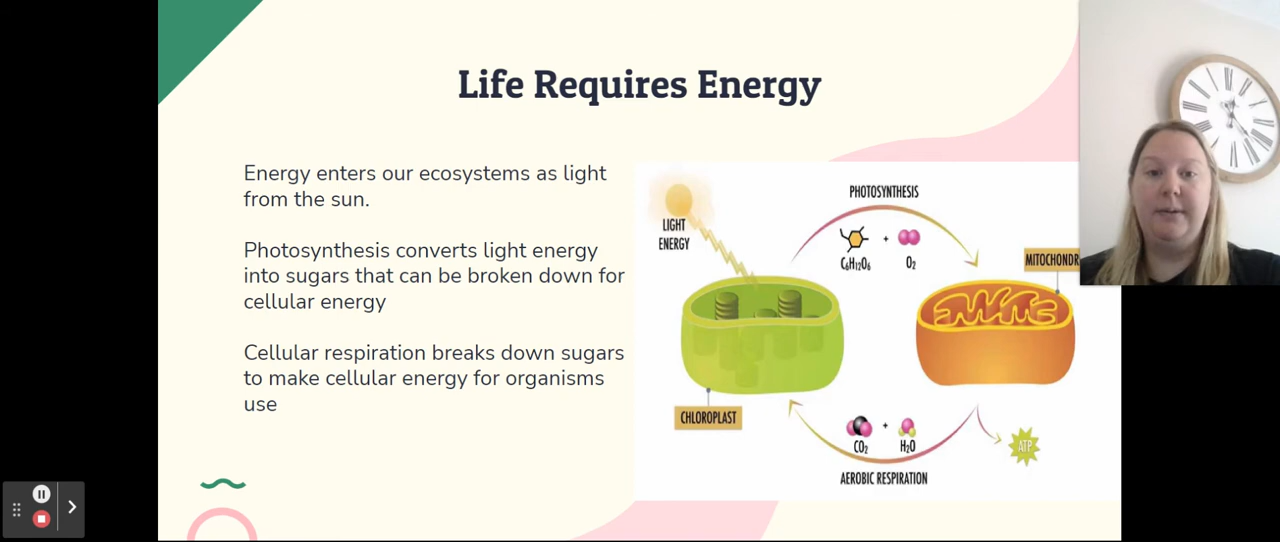 Life Requires Energy
Energy enters our ecosystems as light
from the sun.
Photosynthesis converts light energy
into sugars that can be broken down for
cellular energy
Cellular respiration breaks down sugars
to make cellular energy for organisms
use
PHOTOSYNTHESIS
LIGHT
ENERGY
+
C₆H₁₂O₆ O₂
MITOCHONDR
CHLOROPLAST
+
CO₂ H₂O
ATP
AEROBIC RESPIRATION